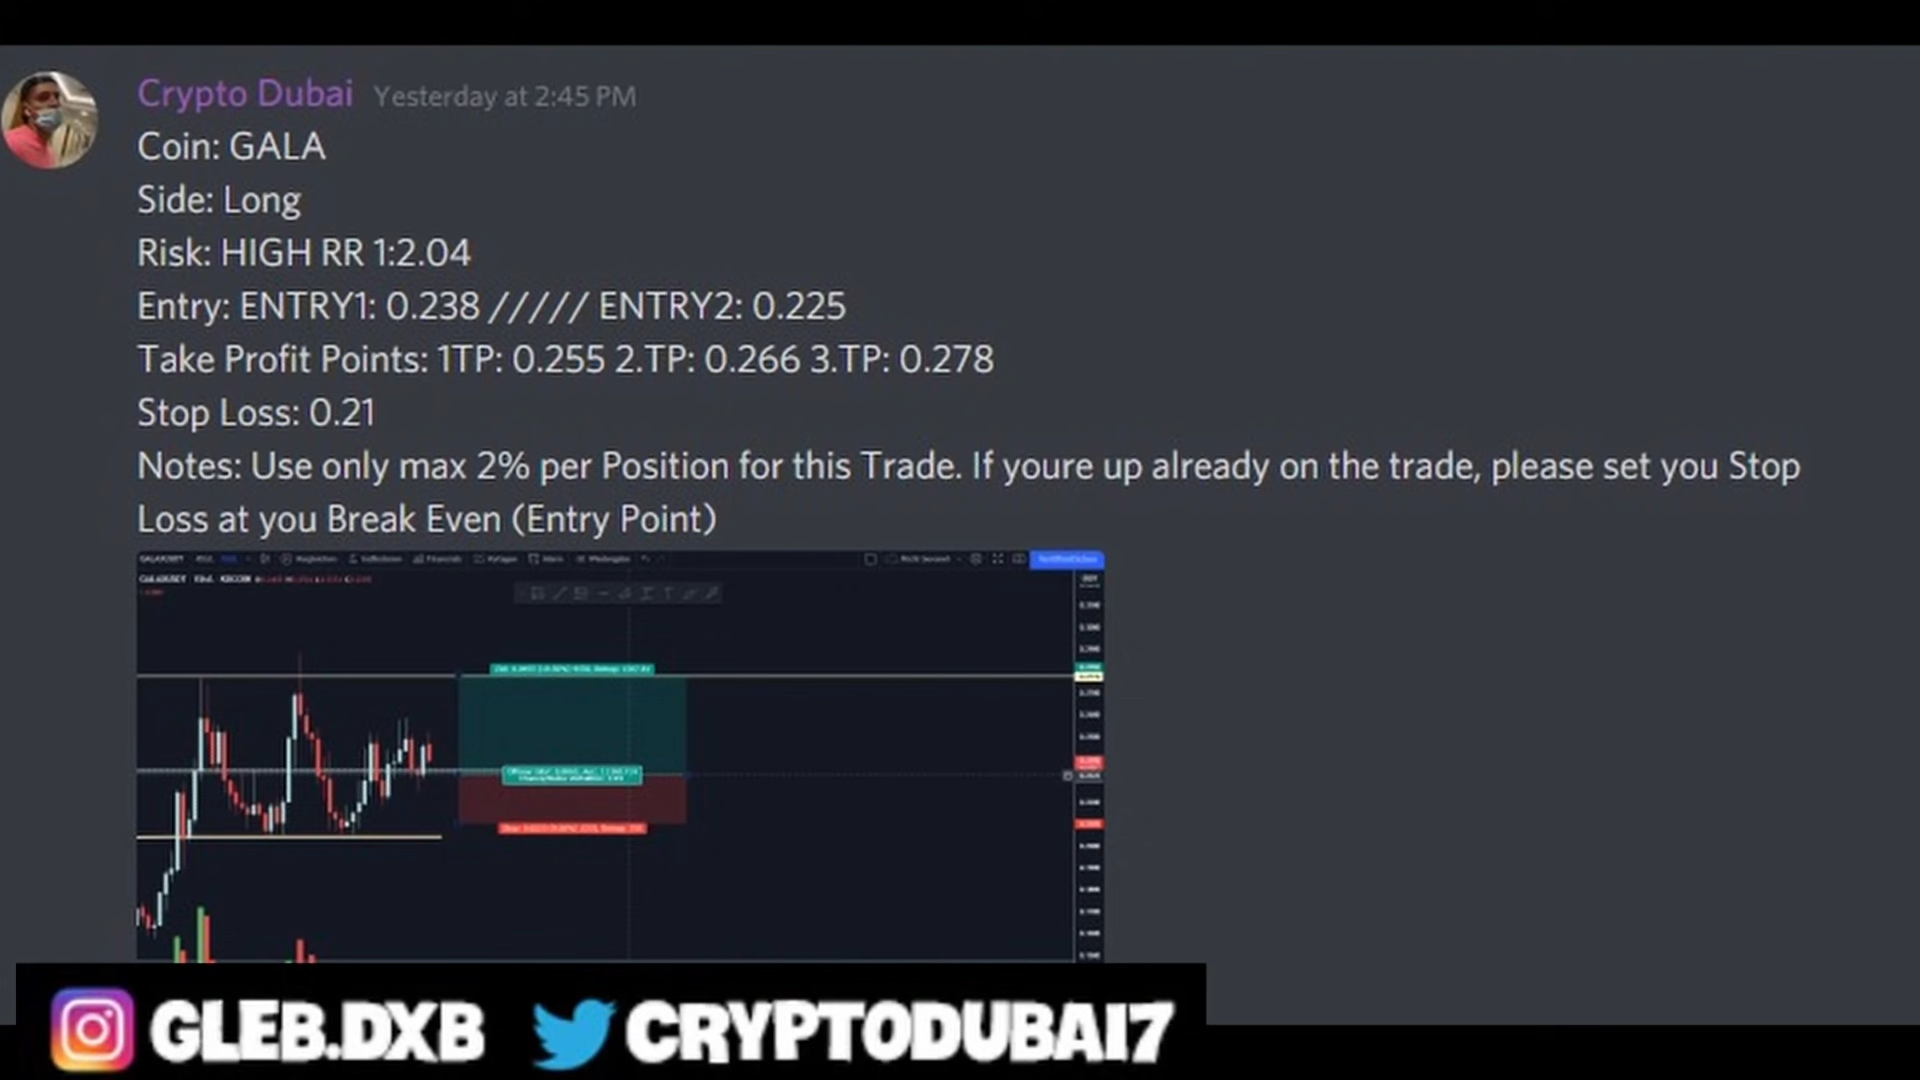 Crypto Dubai Yesterday at 2:45 PM
Coin: GALA
Side: Long
Risk: HIGH RR 1:2.04
Entry: ENTRY1: 0.238 ///// ENTRY2: 0.225
Take Profit Points: 1TP: 0.255 2.TP: 0.266 3.TP: 0.278
Stop Loss: 0.21
Notes: Use only max 2% per Position for this Trade. If youre up already on the trade, please set you Stop
Loss at you Break Even (Entry Point)
GLEB.DXB CRYPTODUBAI7